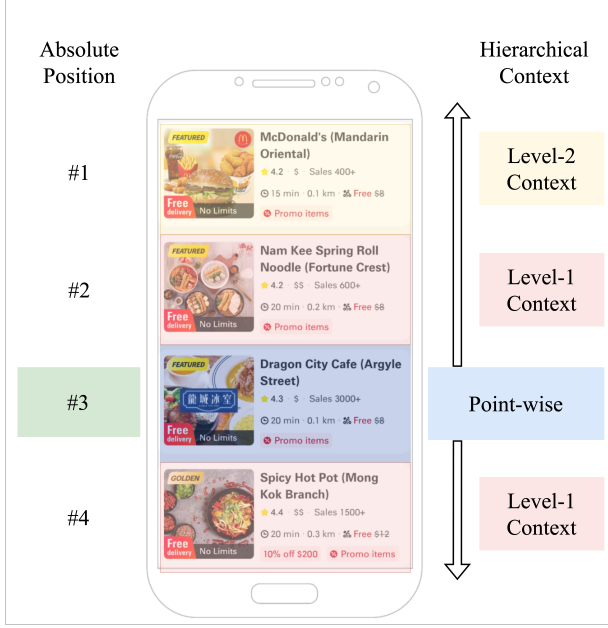 Absolute
Position
Hierarchical
Context
#1
FEATURED
Free
delivery
No Limits
McDonald's (Mandarin
Oriental)
4.2 · $ · Sales 400+
15 min · 0.1 km · Free $8
Promo items
Level-2
Context
#2
FEATURED
Free
delivery
No Limits
Nam Kee Spring Roll
Noodle (Fortune Crest)
4.2 · $$ · Sales 600+
20 min · 0.2 km · Free $8
Promo items
Level-1
Context
#3
FEATURED
龍城冰室
Free
delivery
No Limits
Dragon City Cafe (Argyle
Street)
4.3 · $ · Sales 3000+
20 min · 0.1 km · Free $8
Promo items
Point-wise
#4
GOLDEN
Free
delivery
No Limits
Spicy Hot Pot (Mong
Kok Branch)
4.4 · $$ · Sales 1500+
20 min · 0.3 km · Free $12
10% off $200 Promo items
Level-1
Context